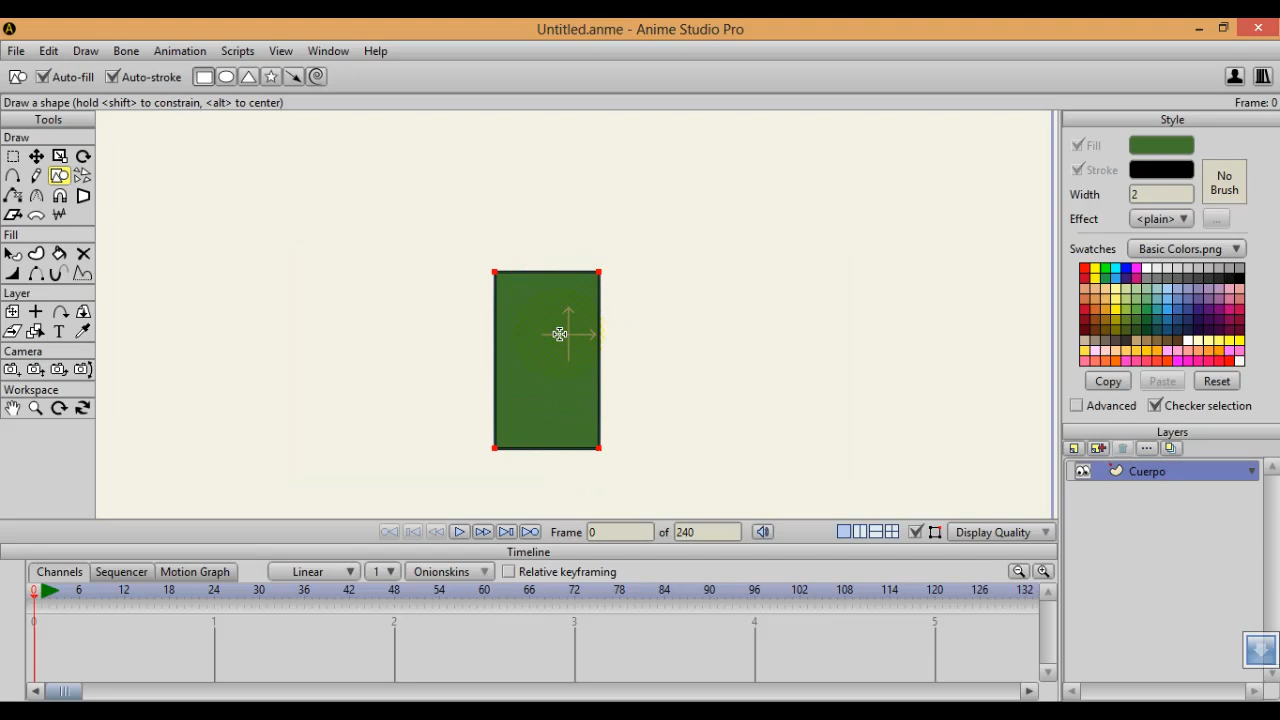 Untitled.anme - Anime Studio Pro
File Edit Draw Bone Animation Scripts View Window Help
Auto-fill Auto-stroke
Draw a shape (hold <shift> to constrain, <alt> to center) Frame: 0
Tools
Draw
Fill
Layer
Camera
Workspace
Style
Fill
Stroke
No Brush
Width 2
Effect <plain> ...
Swatches Basic Colors.png
Copy Paste Reset
Advanced Checker selection
Layers
Cuerpo
Frame 0 of 240 Display Quality
Timeline
Channels Sequencer Motion Graph Linear 1 Onionskins Relative keyframing
0 6 12 18 24 30 36 42 48 54 60 66 72 78 84 90 96 102 108 114 120 126 132
0 1 2 3 4 5